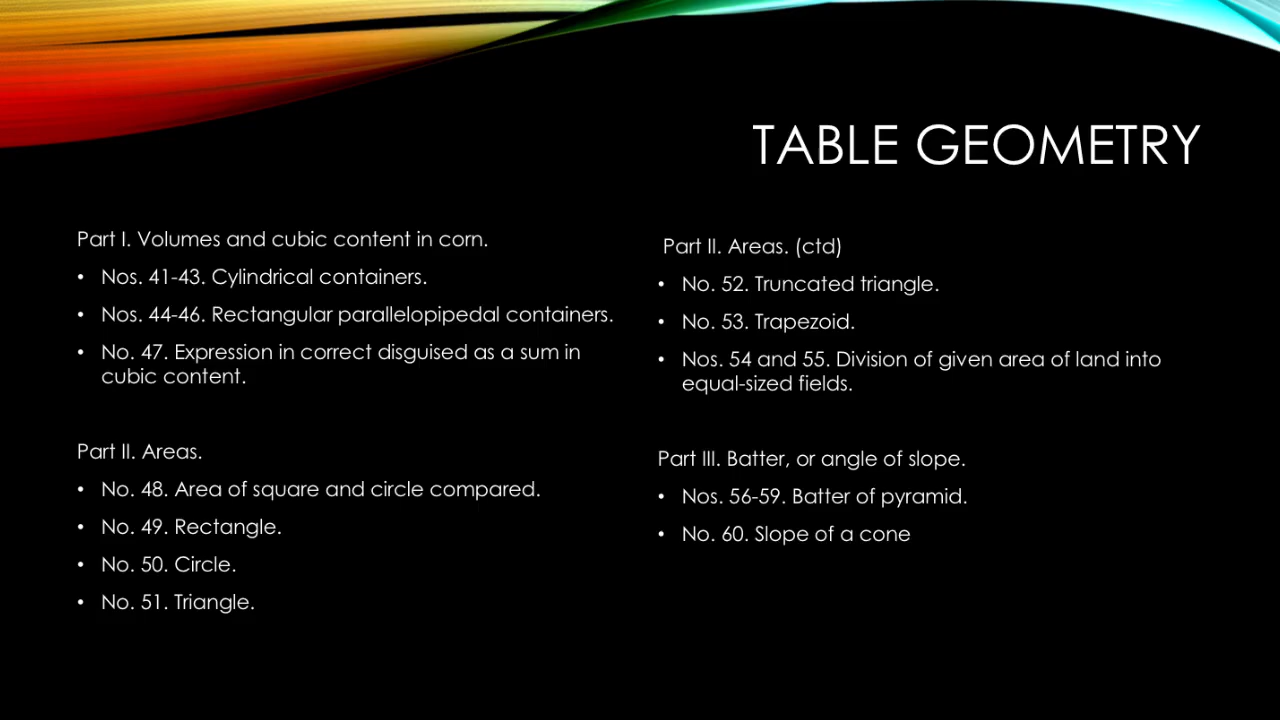 TABLE GEOMETRY
Part I. Volumes and cubic content in corn.
• Nos. 41-43. Cylindrical containers.
• Nos. 44-46. Rectangular parallelopipedal containers.
• No. 47. Expression in correct disguised as a sum in
cubic content.
Part II. Areas.
• No. 48. Area of square and circle compared.
• No. 49. Rectangle.
• No. 50. Circle.
• No. 51. Triangle.
Part II. Areas. (ctd)
• No. 52. Truncated triangle.
• No. 53. Trapezoid.
• Nos. 54 and 55. Division of given area of land into
equal-sized fields.
Part III. Batter, or angle of slope.
• Nos. 56-59. Batter of pyramid.
• No. 60. Slope of a cone